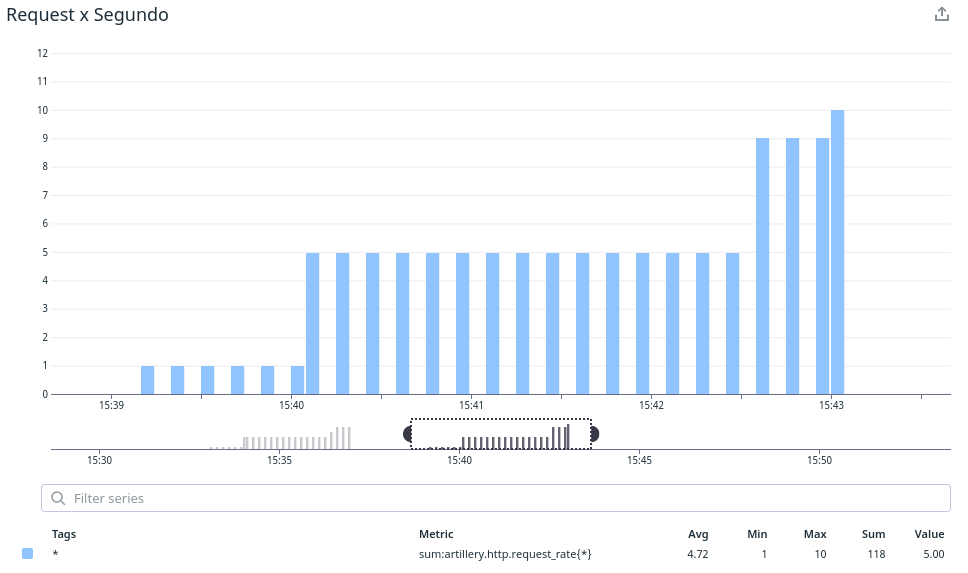 Request x Segundo
12
11
10
9
8
7
6
5
4
3
2
1
0
15:39 15:40 15:41 15:42 15:43
15:30 15:35 15:40 15:45 15:50
Filter series
Tags Metric Avg Min Max Sum Value
* sum:artillery.http.request_rate{*} 4.72 1 10 118 5.00